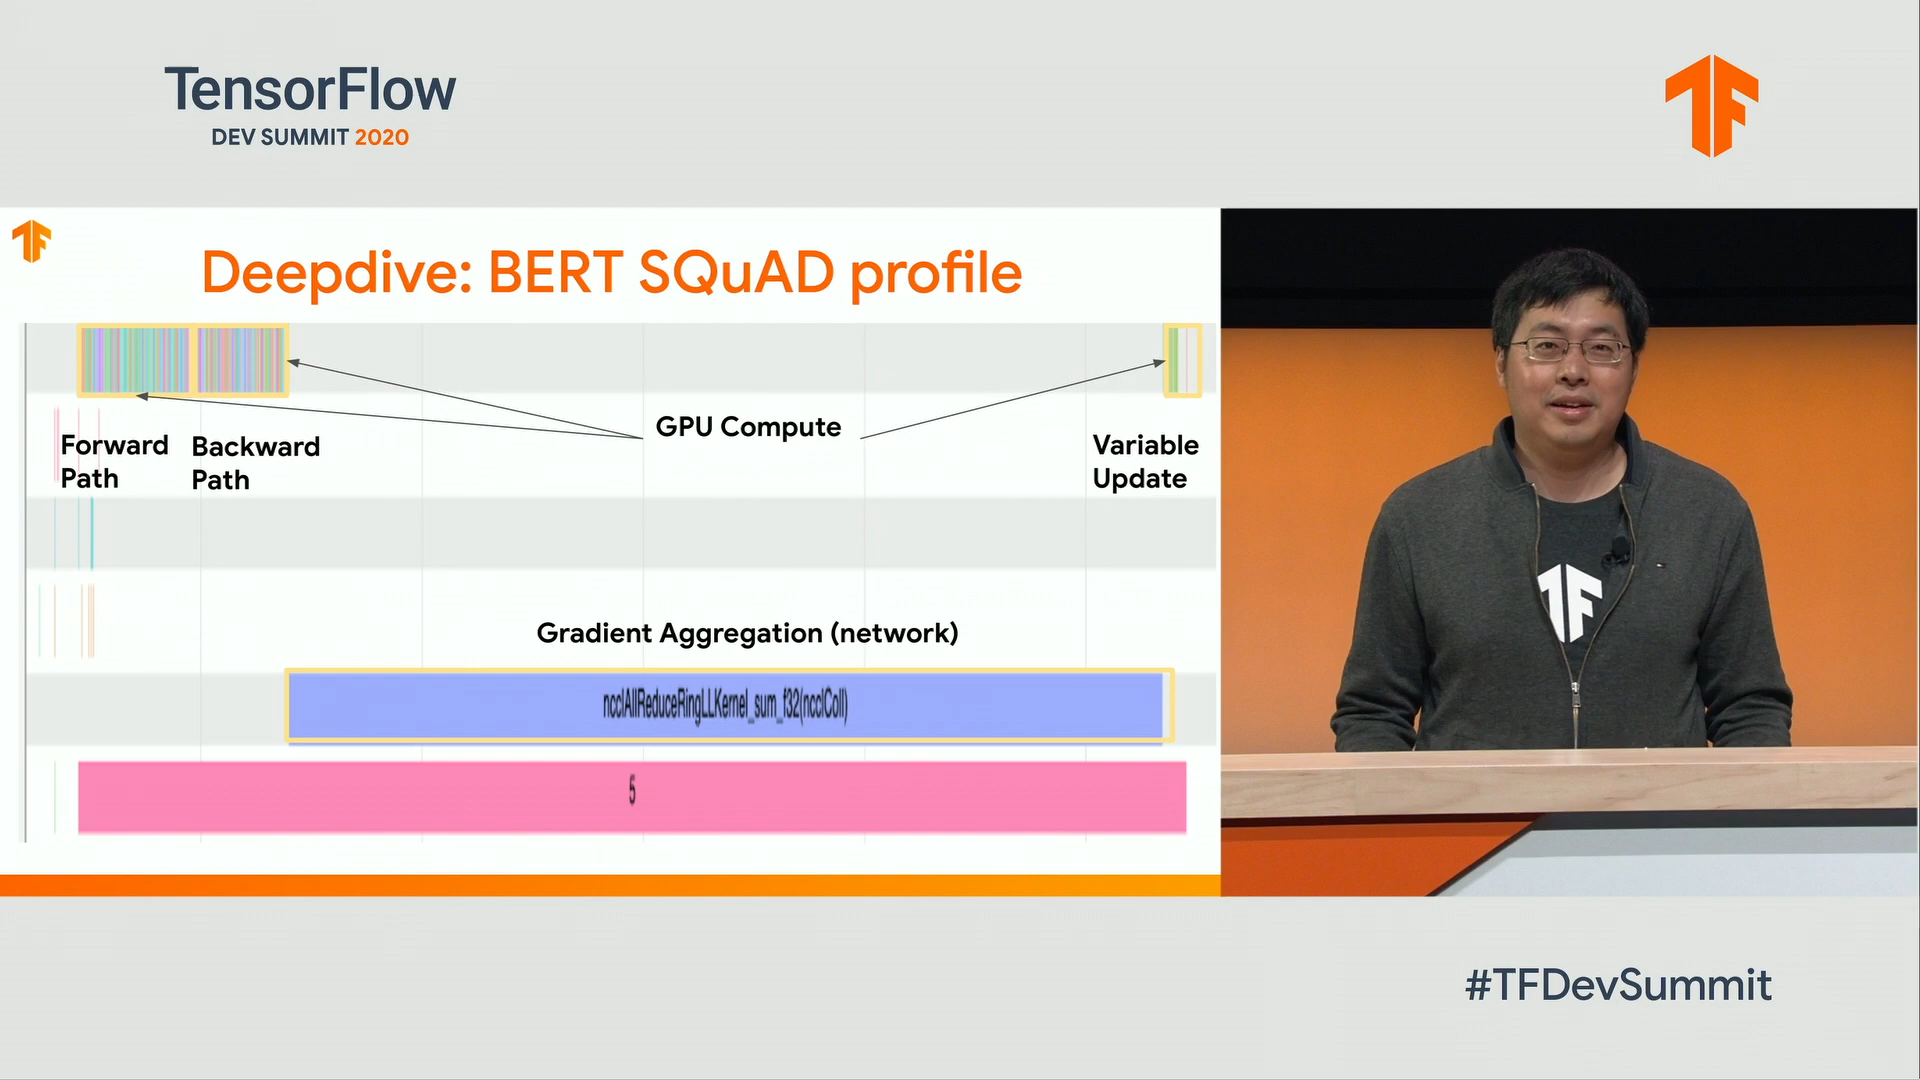 TensorFlow
DEV SUMMIT 2020
Deepdive: BERT SQuAD profile
GPU Compute
Forward
Path
Backward
Path
Variable
Update
Gradient Aggregation (network)
ncclAllReduceRingLLKernel_sum_f32(ncclColl)
5
#TFDevSummit